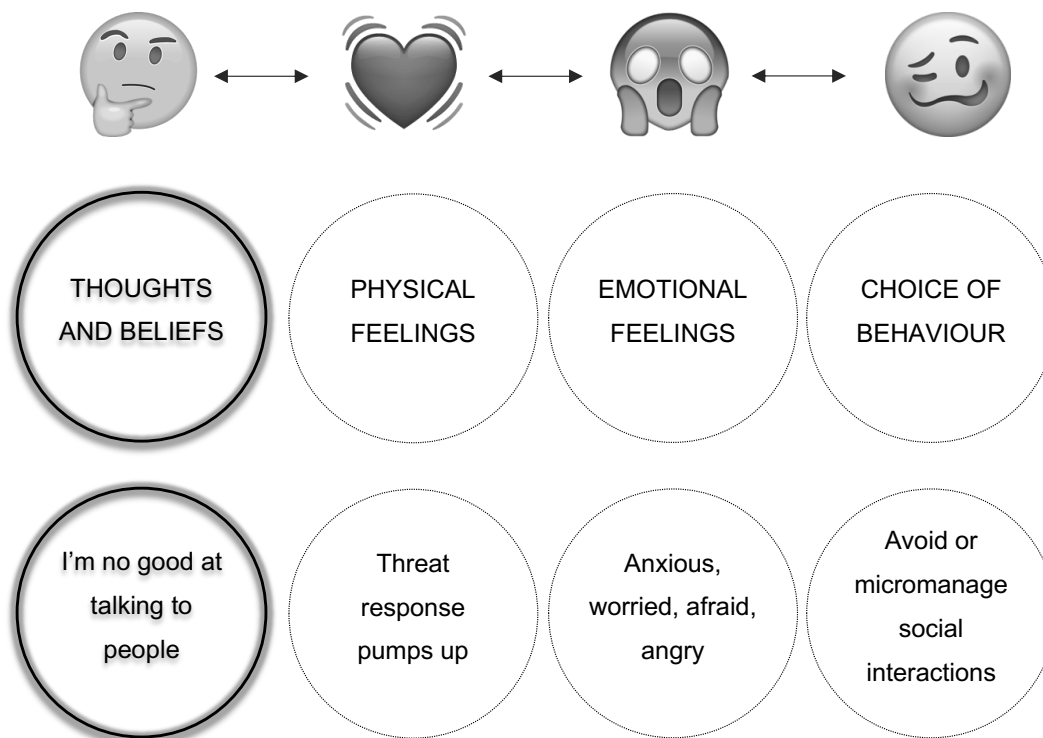 THOUGHTS
AND BELIEFS
PHYSICAL
FEELINGS
EMOTIONAL
FEELINGS
CHOICE OF
BEHAVIOUR
I’m no good at
talking to
people
Threat
response
pumps up
Anxious,
worried, afraid,
angry
Avoid or
micromanage
social
interactions